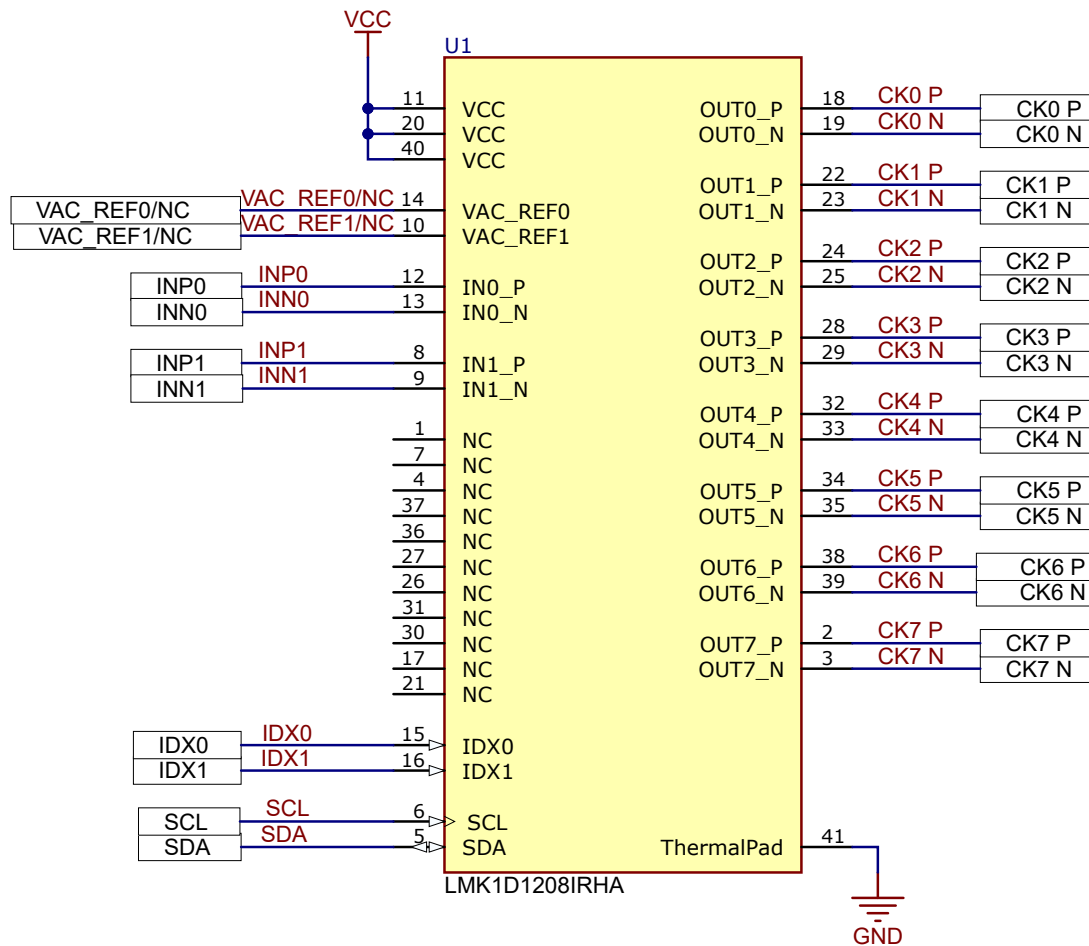 VCC
U1
11 VCC OUT0_P 18 CK0 P CK0 P
20 VCC OUT0_N 19 CK0 N CK0 N
40 VCC
OUT1_P 22 CK1 P CK1 P
VAC_REF0/NC VAC_REF0/NC 14 VAC_REF0 OUT1_N 23 CK1 N CK1 N
VAC_REF1/NC VAC_REF1/NC 10 VAC_REF1
OUT2_P 24 CK2 P CK2 P
INP0 INP0 12 IN0_P OUT2_N 25 CK2 N CK2 N
INN0 INN0 13 IN0_N
OUT3_P 28 CK3 P CK3 P
INP1 INP1 8 IN1_P OUT3_N 29 CK3 N CK3 N
INN1 INN1 9 IN1_N
OUT4_P 32 CK4 P CK4 P
1 NC OUT4_N 33 CK4 N CK4 N
7 NC
4 NC OUT5_P 34 CK5 P CK5 P
37 NC OUT5_N 35 CK5 N CK5 N
36 NC
27 NC OUT6_P 38 CK6 P CK6 P
26 NC OUT6_N 39 CK6 N CK6 N
31 NC
30 NC OUT7_P 2 CK7 P CK7 P
17 NC OUT7_N 3 CK7 N CK7 N
21 NC
IDX0 IDX0 15 IDX0
IDX1 IDX1 16 IDX1
SCL SCL 6 SCL
SDA SDA 5 SDA ThermalPad 41
LMK1D1208IRHA
GND